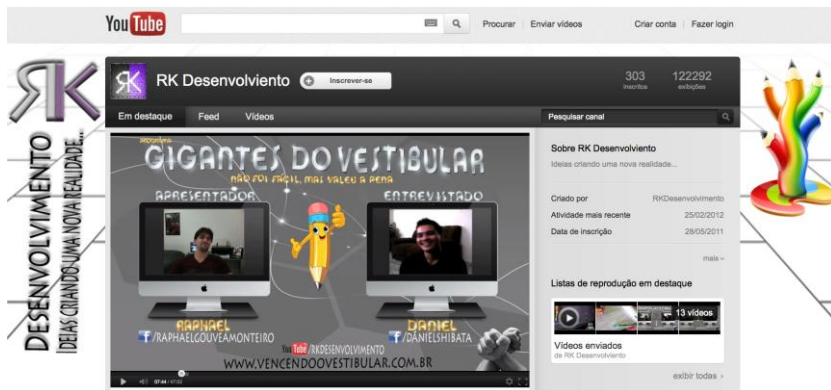 YouTube
Procurar
Enviar vídeos
Criar conta
Fazer login
RK
DESENVOLVIMENTO
IDEIAS CRIANDO UMA NOVA REALIDADE...
RK Desenvolviento
Inscrever-se
303
inscritos
122292
exibições
Em destaque
Feed
Vídeos
Pesquisar canal
PROGRAMA
GIGANTES DO VESTIBULAR
NÃO FOI FÁCIL, MAS VALEU A PENA
APRESENTADOR
ENTREVISTADO
RAPHAEL
f /RAPHAELGOUVEAMONTEIRO
DANIEL
f /DANIELSHIBATA
YouTube /RKDESENVOLVIMENTO
WWW.VENCENDOOVESTIBULAR.COM.BR
Sobre RK Desenvolviento
Ideias criando uma nova realidade...
Criado por
RKDesenvolvimento
Atividade mais recente
25/02/2012
Data de inscrição
28/05/2011
mais
Listas de reprodução em destaque
13 vídeos
Vídeos enviados
de RK Desenvolviento
exibir todas